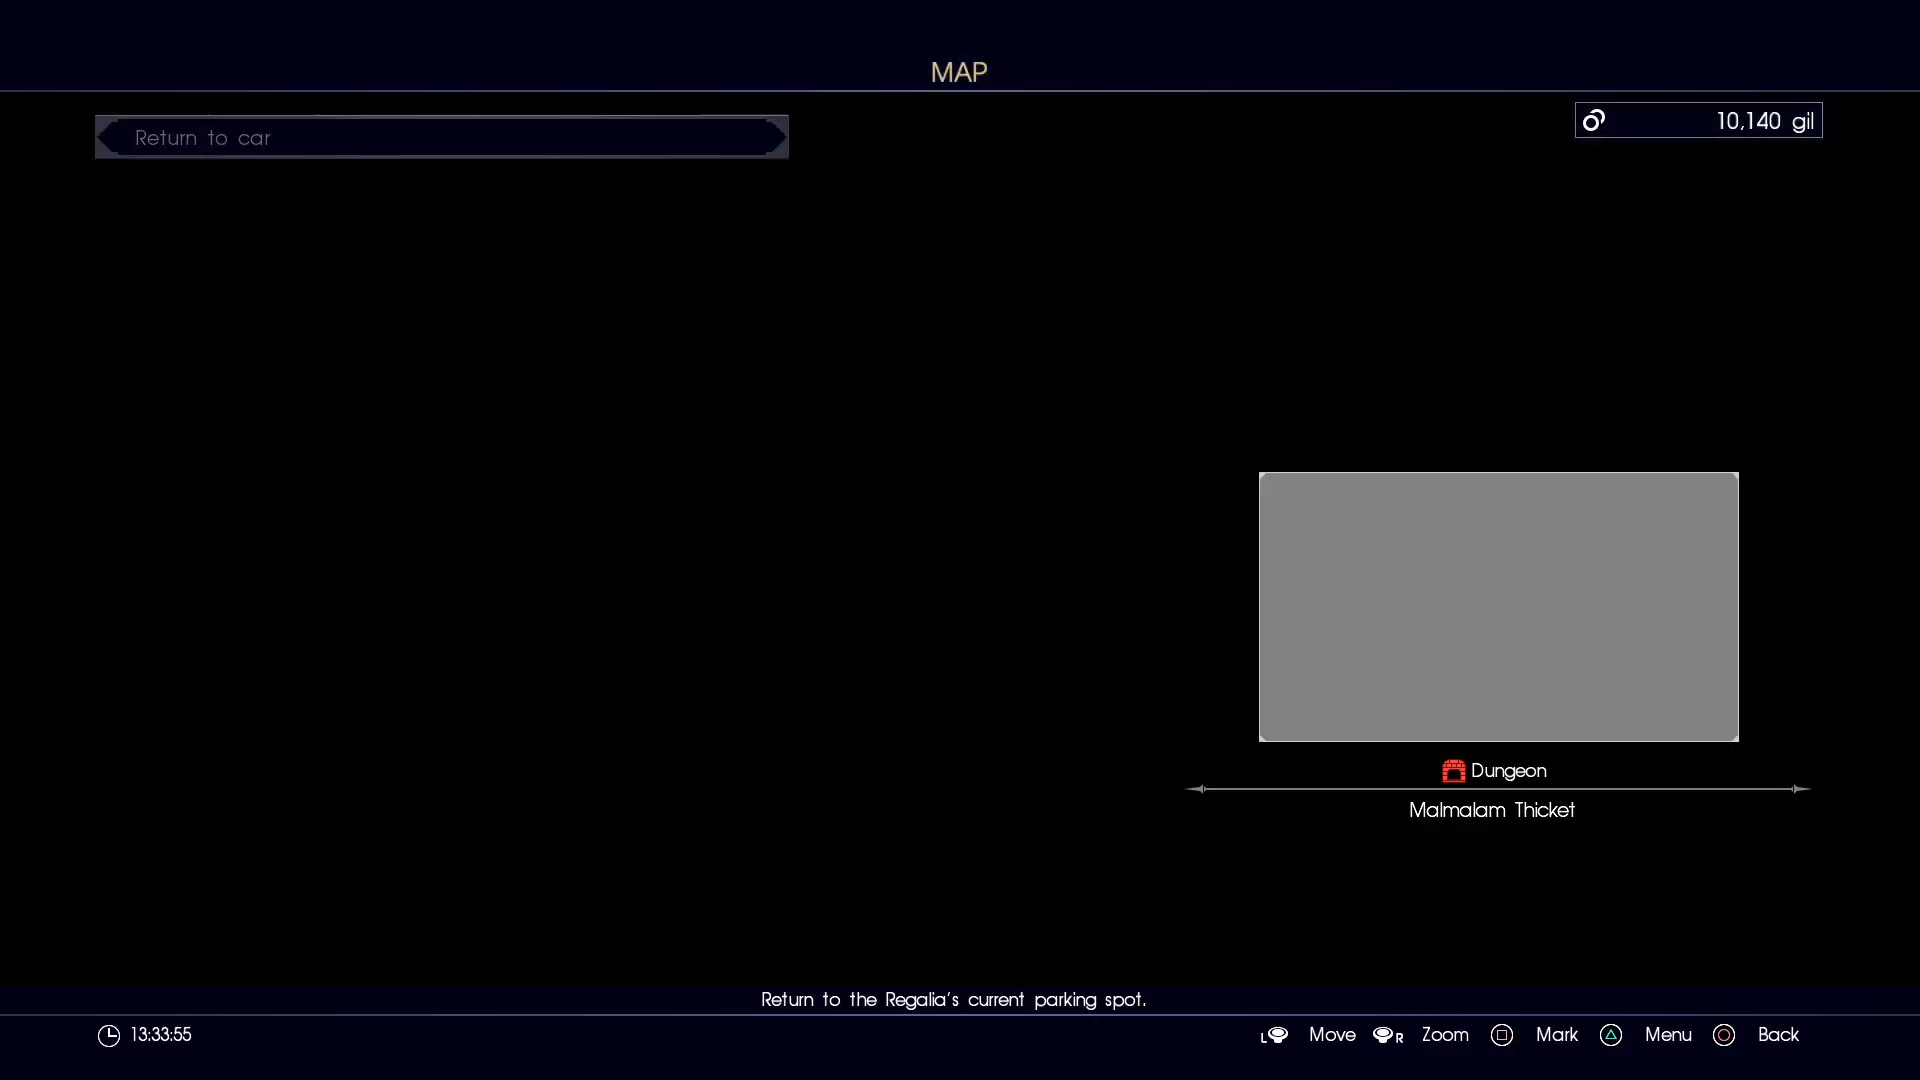 MAP
Return to car
10,140 gil
Dungeon
Malmalam Thicket
Return to the Regalia's current parking spot.
13:33:55
L Move R Zoom Mark Menu Back